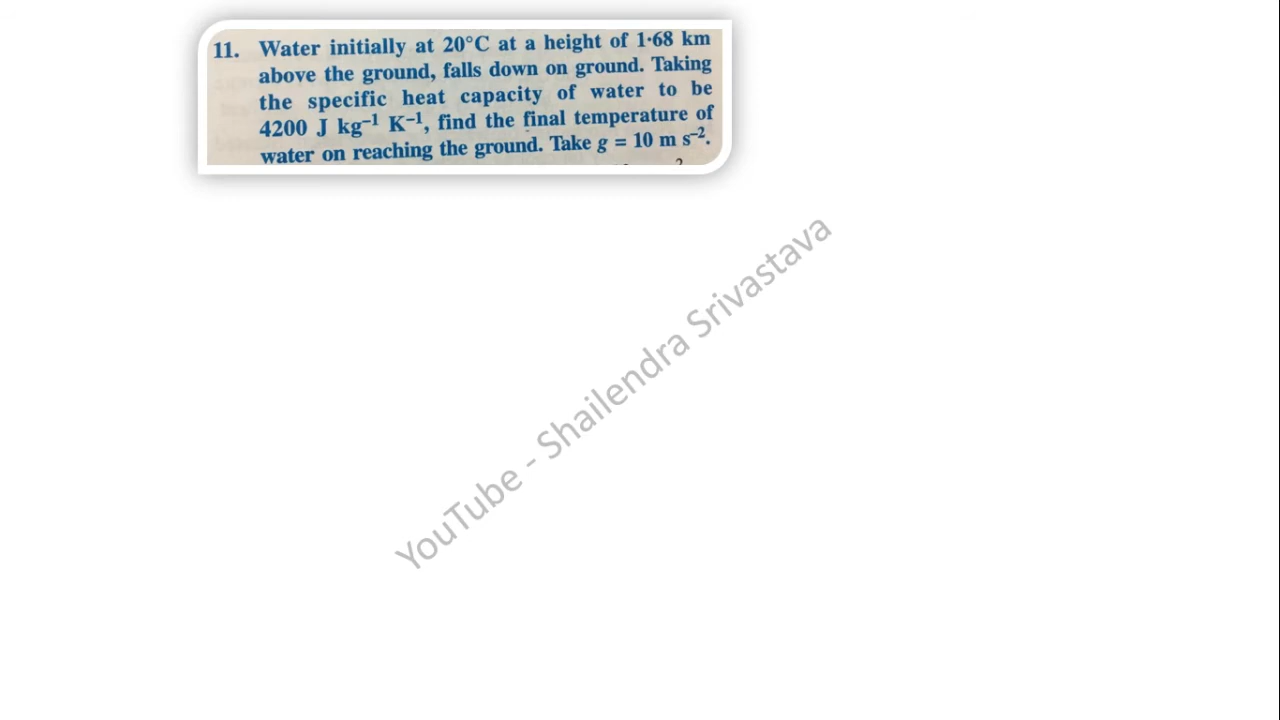 11. Water initially at 20°C at a height of 1·68 km
above the ground, falls down on ground. Taking
the specific heat capacity of water to be
4200 J kg⁻¹ K⁻¹, find the final temperature of
water on reaching the ground. Take g = 10 m s⁻².
YouTube - Shailendra Srivastava